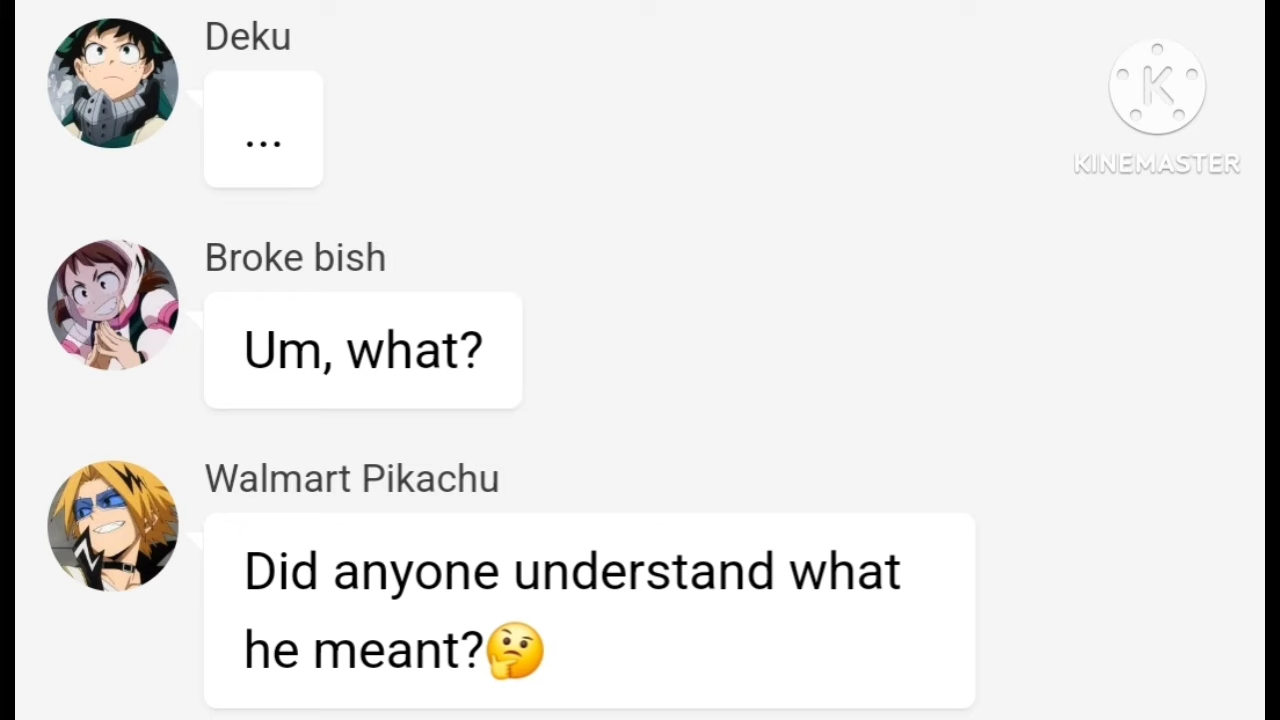 Deku
...
K
KINEMASTER
Broke bish
Um, what?
Walmart Pikachu
Did anyone understand what
he meant?🤔